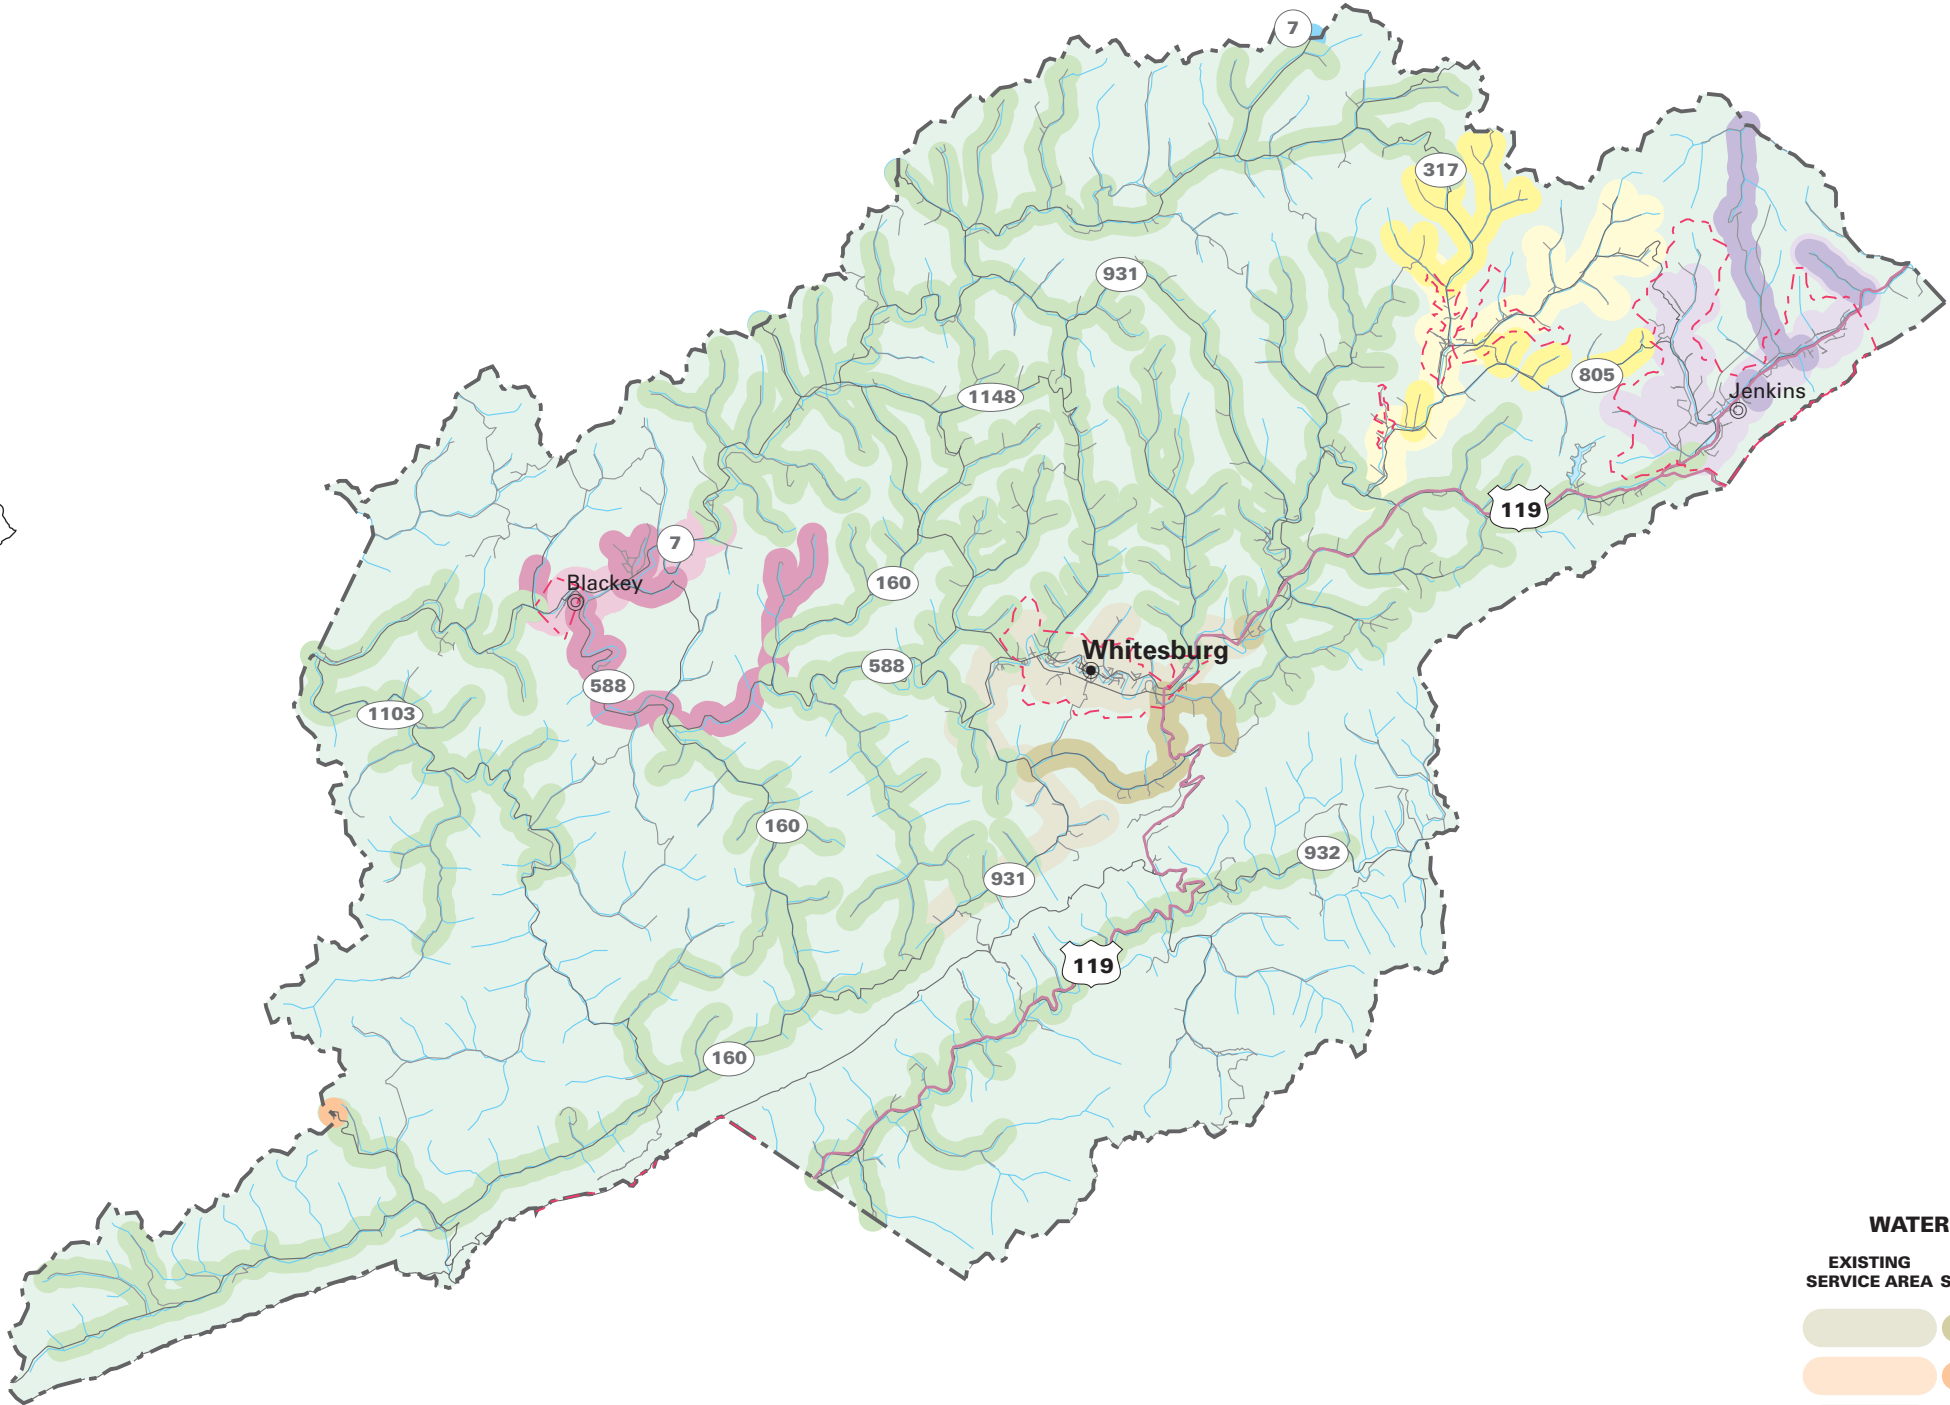 7
317
931
805
Jenkins
1148
119
7
Blackey
160
Whitesburg
588
588
1103
160
932
931
119
160
WATER
EXISTING
SERVICE AREA S